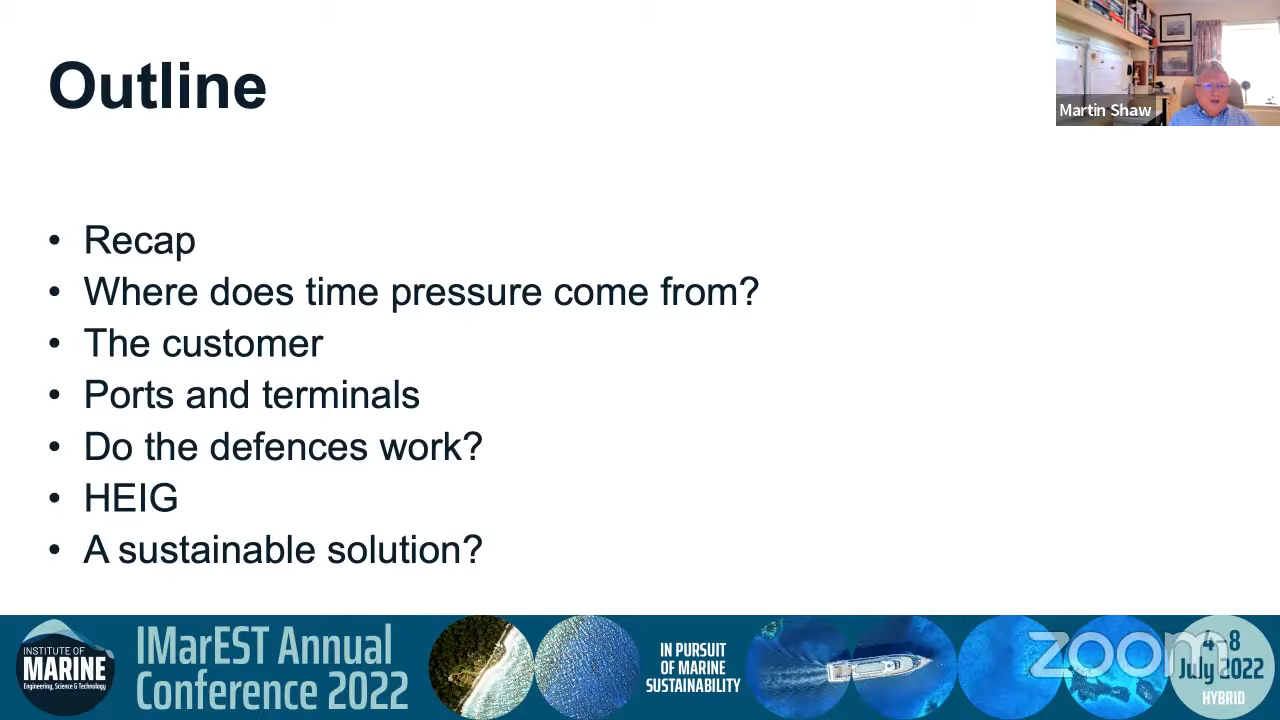 Outline
Martin Shaw
• Recap
• Where does time pressure come from?
• The customer
• Ports and terminals
• Do the defences work?
• HEIG
• A sustainable solution?
INSTITUTE OF
MARINE
Engineering, Science & Technology
IMarEST Annual
Conference 2022
IN PURSUIT
OF MARINE
SUSTAINABILITY
zoom
4-8
July 2022
HYBRID